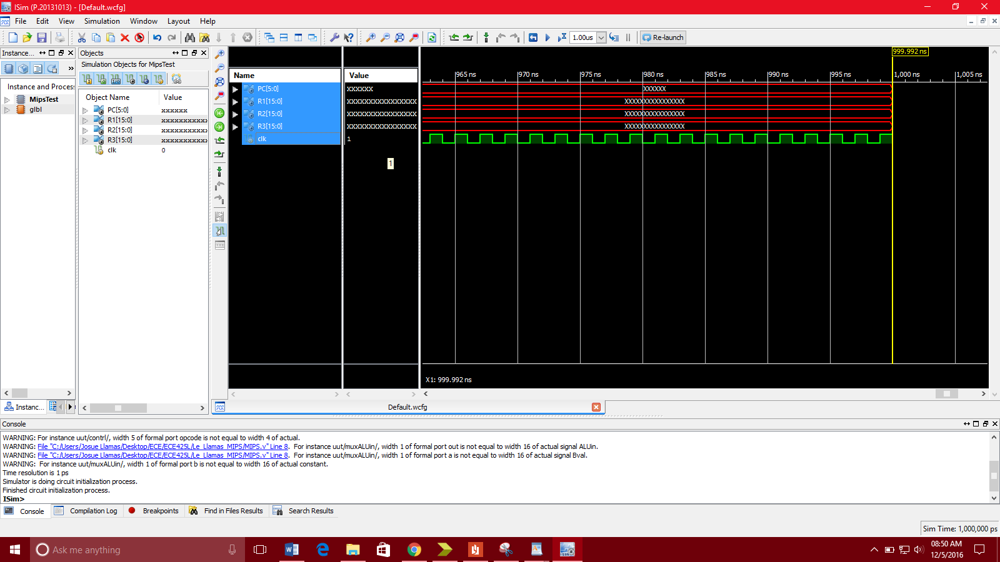 ISim (P.20131013) - [Default.wcfg]
File Edit View Simulation Window Layout Help
1.00us Re-launch
Instance...
Instance and Proces
MipsTest
glbl
Instanc...
Objects
Simulation Objects for MipsTest
Object Name Value
PC[5:0] xxxxxx
R1[15:0] xxxxxxxxxxx
R2[15:0] xxxxxxxxxxx
R3[15:0] xxxxxxxxxxx
clk 0
Name Value
PC[5:0] xxxxxx
R1[15:0] xxxxxxxxxxxxxxxx
R2[15:0] xxxxxxxxxxxxxxxx
R3[15:0] xxxxxxxxxxxxxxxx
clk 1
1
999.992 ns
965 ns 970 ns 975 ns 980 ns 985 ns 990 ns 995 ns 1,000 ns 1,005 ns
XXXXXX
XXXXXXXXXXXXXXXX
XXXXXXXXXXXXXXXX
XXXXXXXXXXXXXXXX
X1: 999.992 ns
Default.wcfg
Console
WARNING: For instance uut/contrl/, width 5 of formal port opcode is not equal to width 4 of actual.
WARNING: File "C:/Users/Josue Llamas/Desktop/ECE/ECE425L/Le_Llamas_MIPS/MIPS.v" Line 8. For instance uut/muxALUin/, width 1 of formal port out is not equal to width 16 of actual signal ALUin.
WARNING: File "C:/Users/Josue Llamas/Desktop/ECE/ECE425L/Le_Llamas_MIPS/MIPS.v" Line 8. For instance uut/muxALUin/, width 1 of formal port a is not equal to width 16 of actual signal Bval.
WARNING: For instance uut/muxALUin/, width 1 of formal port b is not equal to width 16 of actual constant.
Time resolution is 1 ps
Simulator is doing circuit initialization process.
Finished circuit initialization process.
ISim>
Console Compilation Log Breakpoints Find in Files Results Search Results
Sim Time: 1,000,000 ps
Ask me anything
08:50 AM
12/5/2016